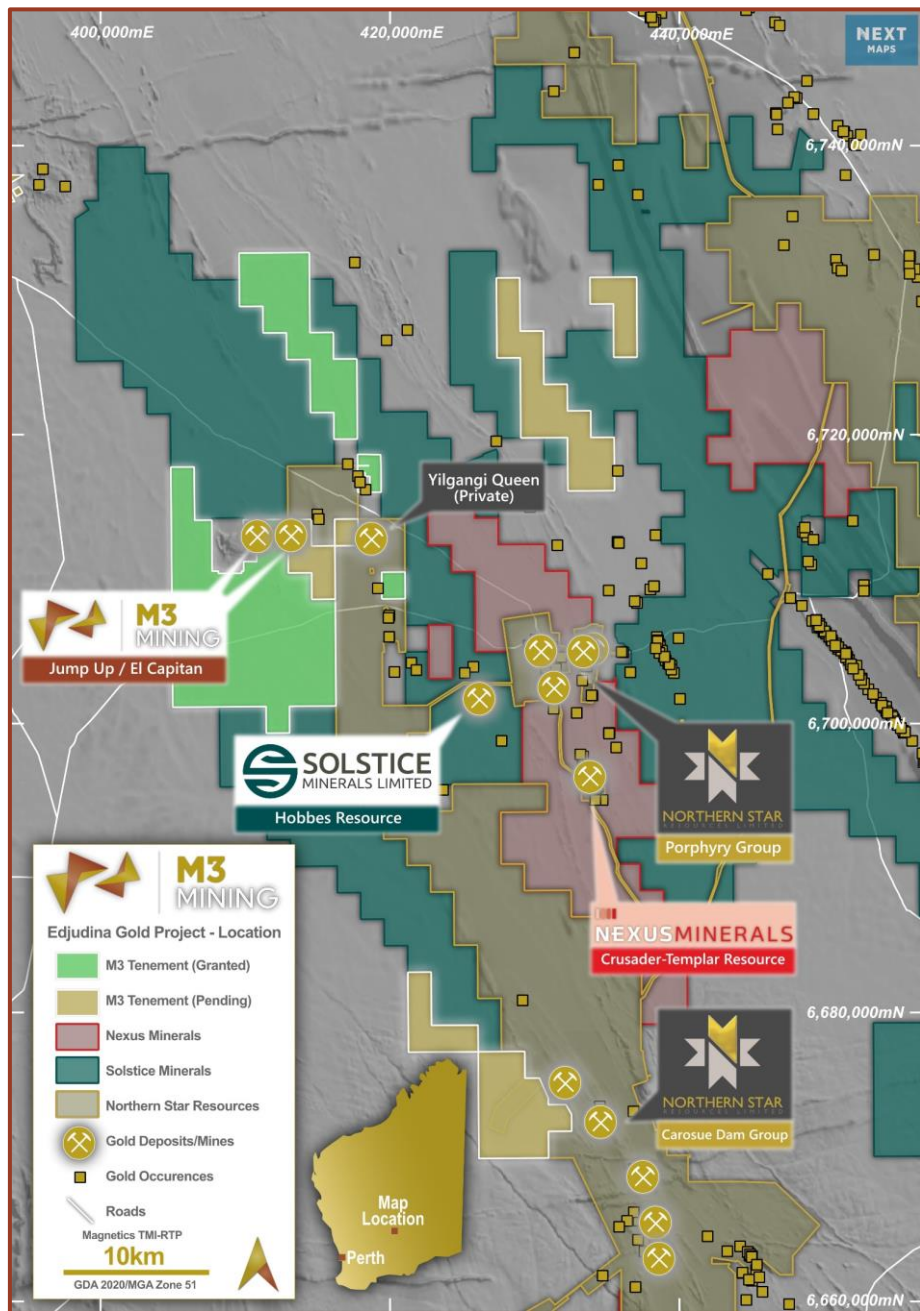 400,000mE
420,000mE
440,000mE
NEXT
MAPS
6,740,000mN
6,720,000mN
Yilgangi Queen
(Private)
M3
MINING
Jump Up / El Capitan
6,700,000mN
SOLSTICE
MINERALS LIMITED
Hobbes Resource
NORTHERN STAR
RESOURCES LIMITED
Porphyry Group
NEXUSMINERALS
Crusader-Templar Resource
6,680,000mN
NORTHERN STAR
RESOURCES LIMITED
Carosue Dam Group
M3
MINING
Edjudina Gold Project - Location
M3 Tenement (Granted)
M3 Tenement (Pending)
Nexus Minerals
Solstice Minerals
Northern Star Resources
Gold Deposits/Mines
Gold Occurences
Roads
Magnetics TMI-RTP
10km
GDA 2020/MGA Zone 51
Map
Location
Perth
6,660,000mN